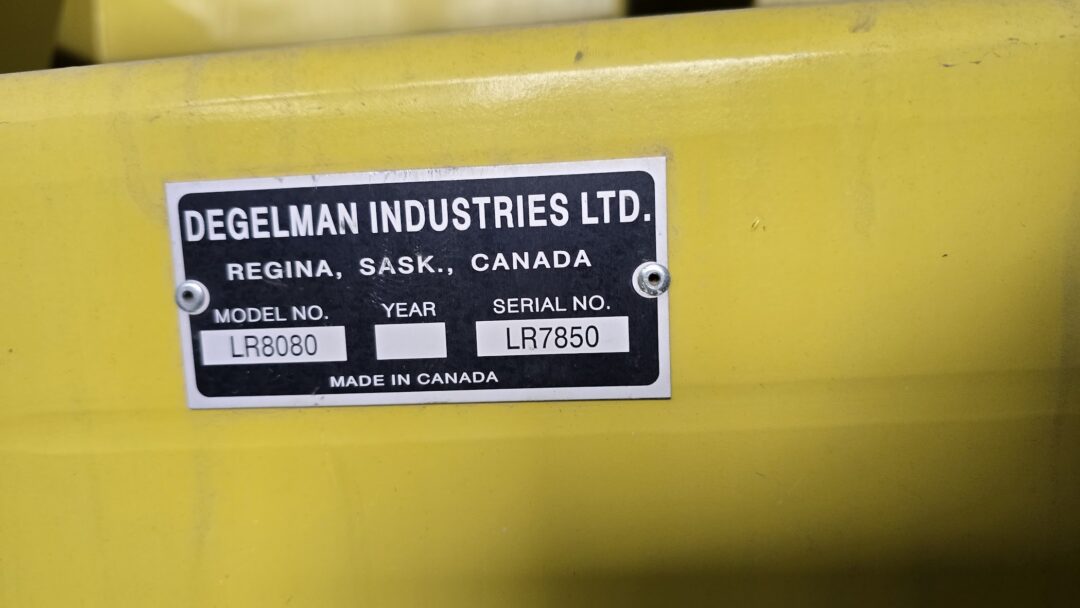 DEGELMAN INDUSTRIES LTD.
REGINA, SASK., CANADA
MODEL NO. YEAR SERIAL NO.
LR8080 LR7850
MADE IN CANADA